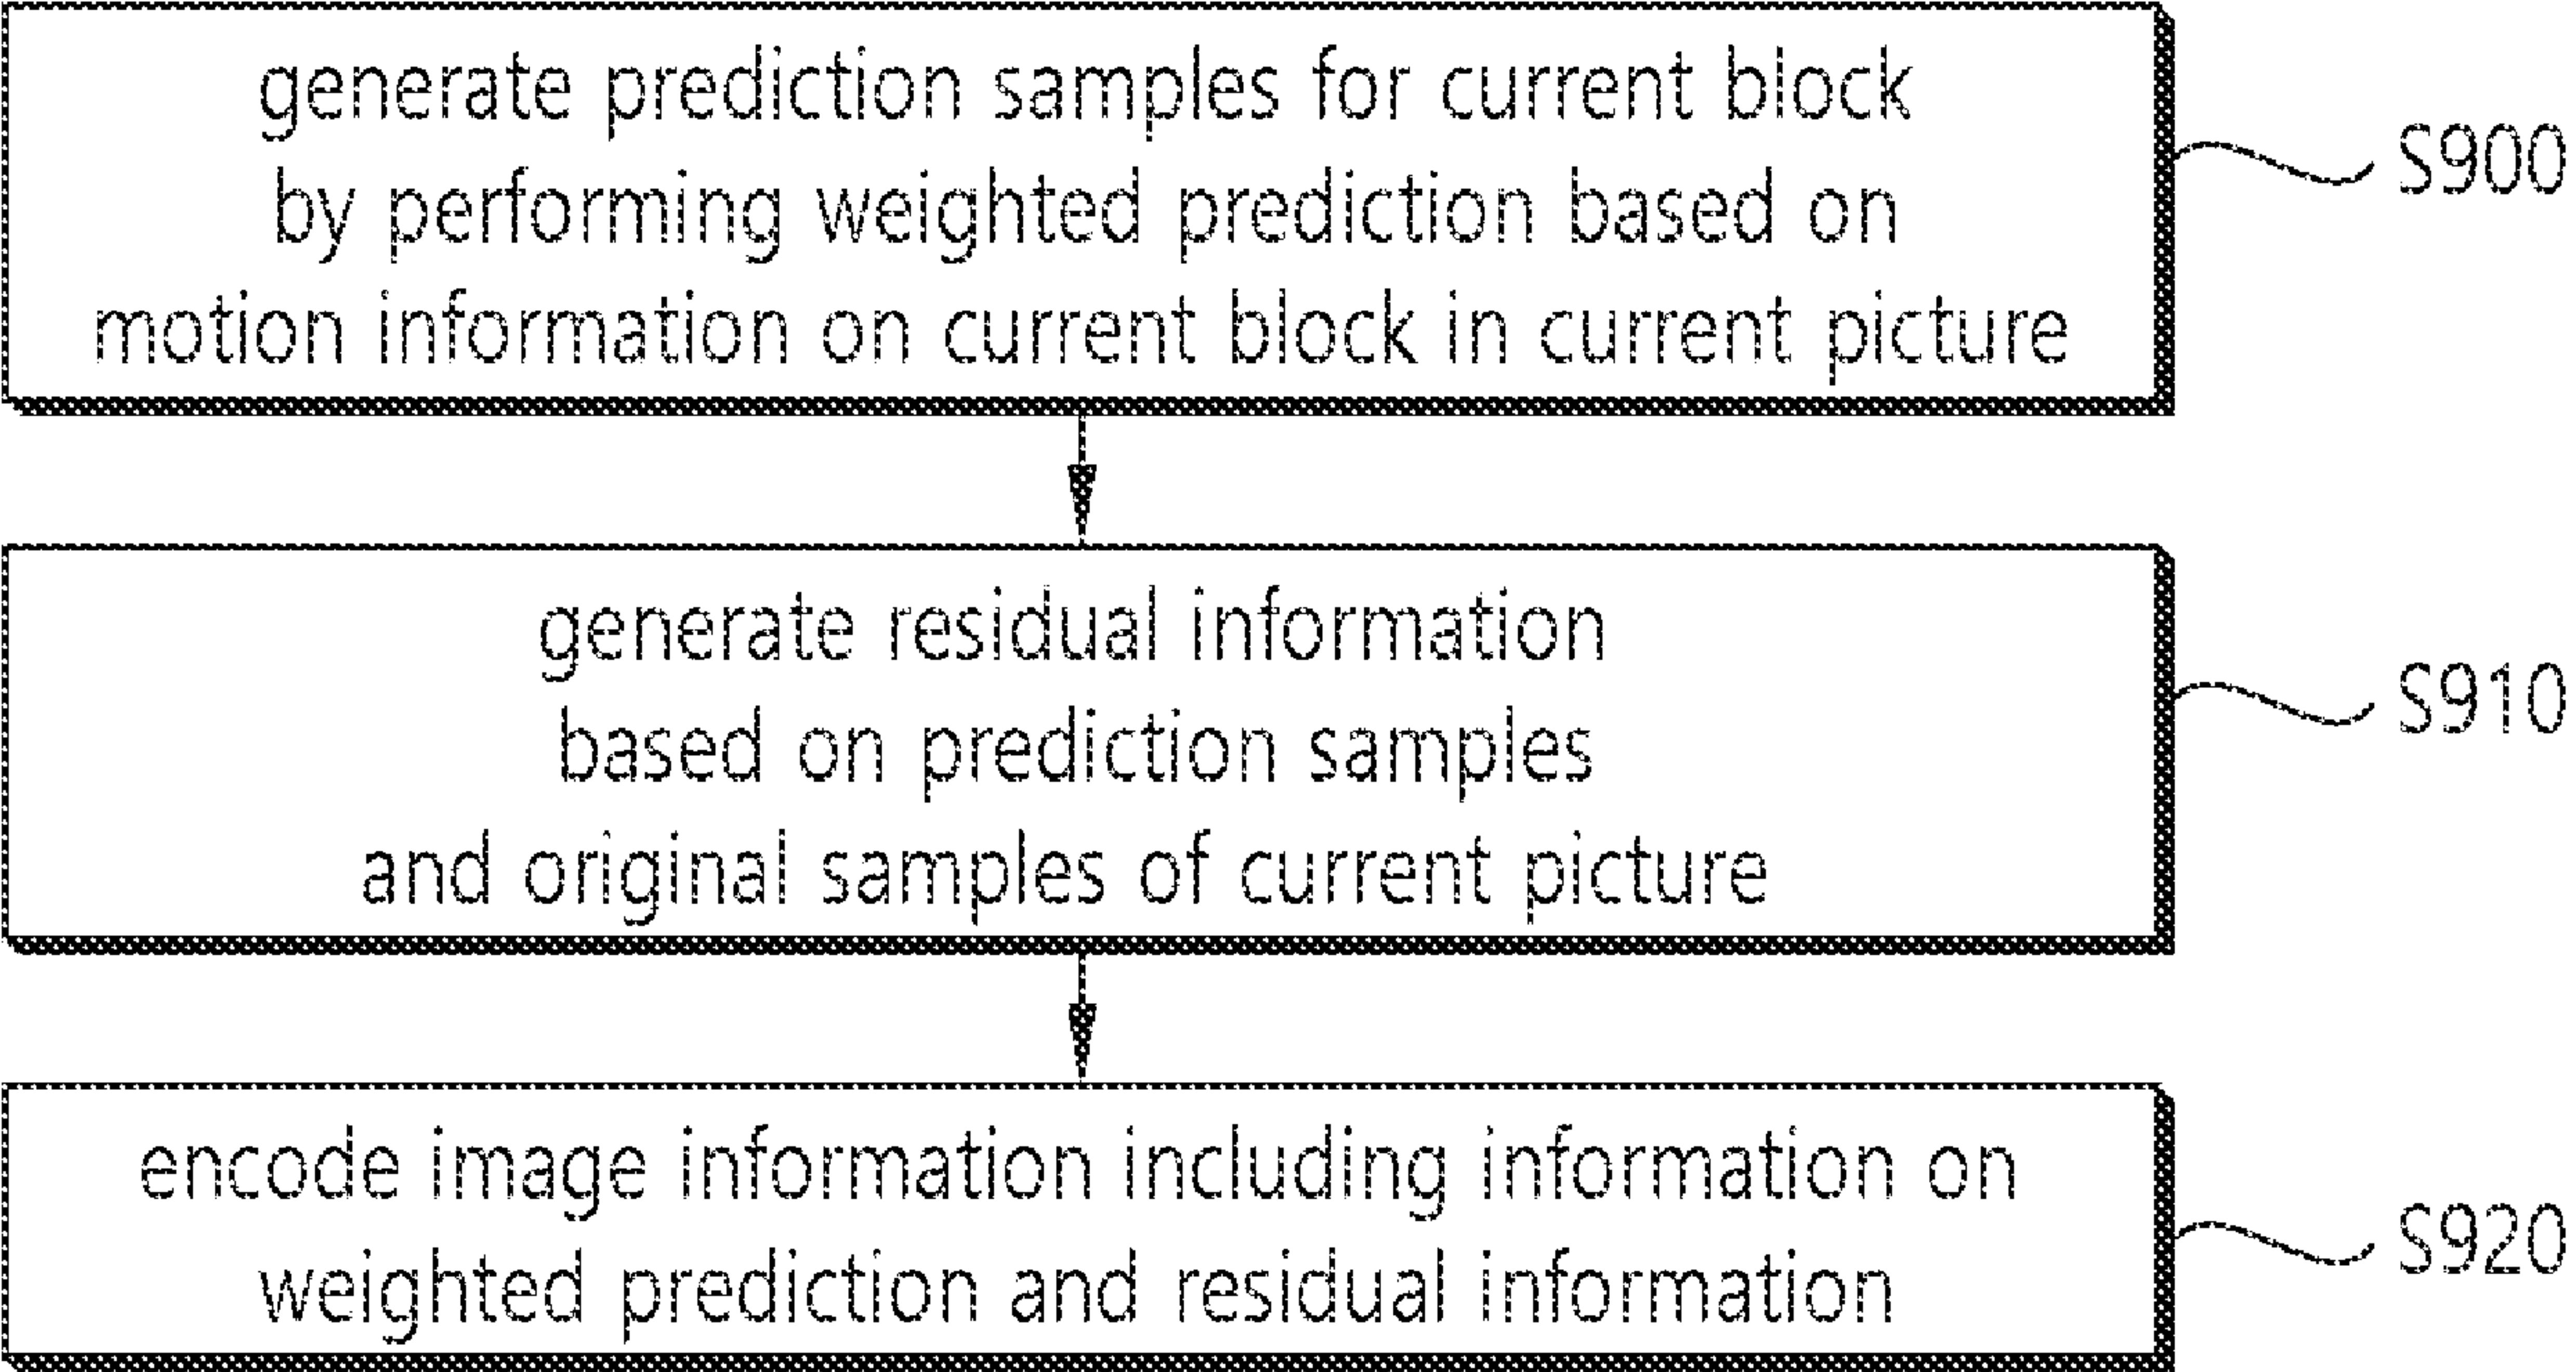 generate prediction samples for current block
by performing weighted prediction based on
motion information on current block in current picture
S900
generate residual information
based on prediction samples
and original samples of current picture
S910
encode image information including information on
weighted prediction and residual information
S920